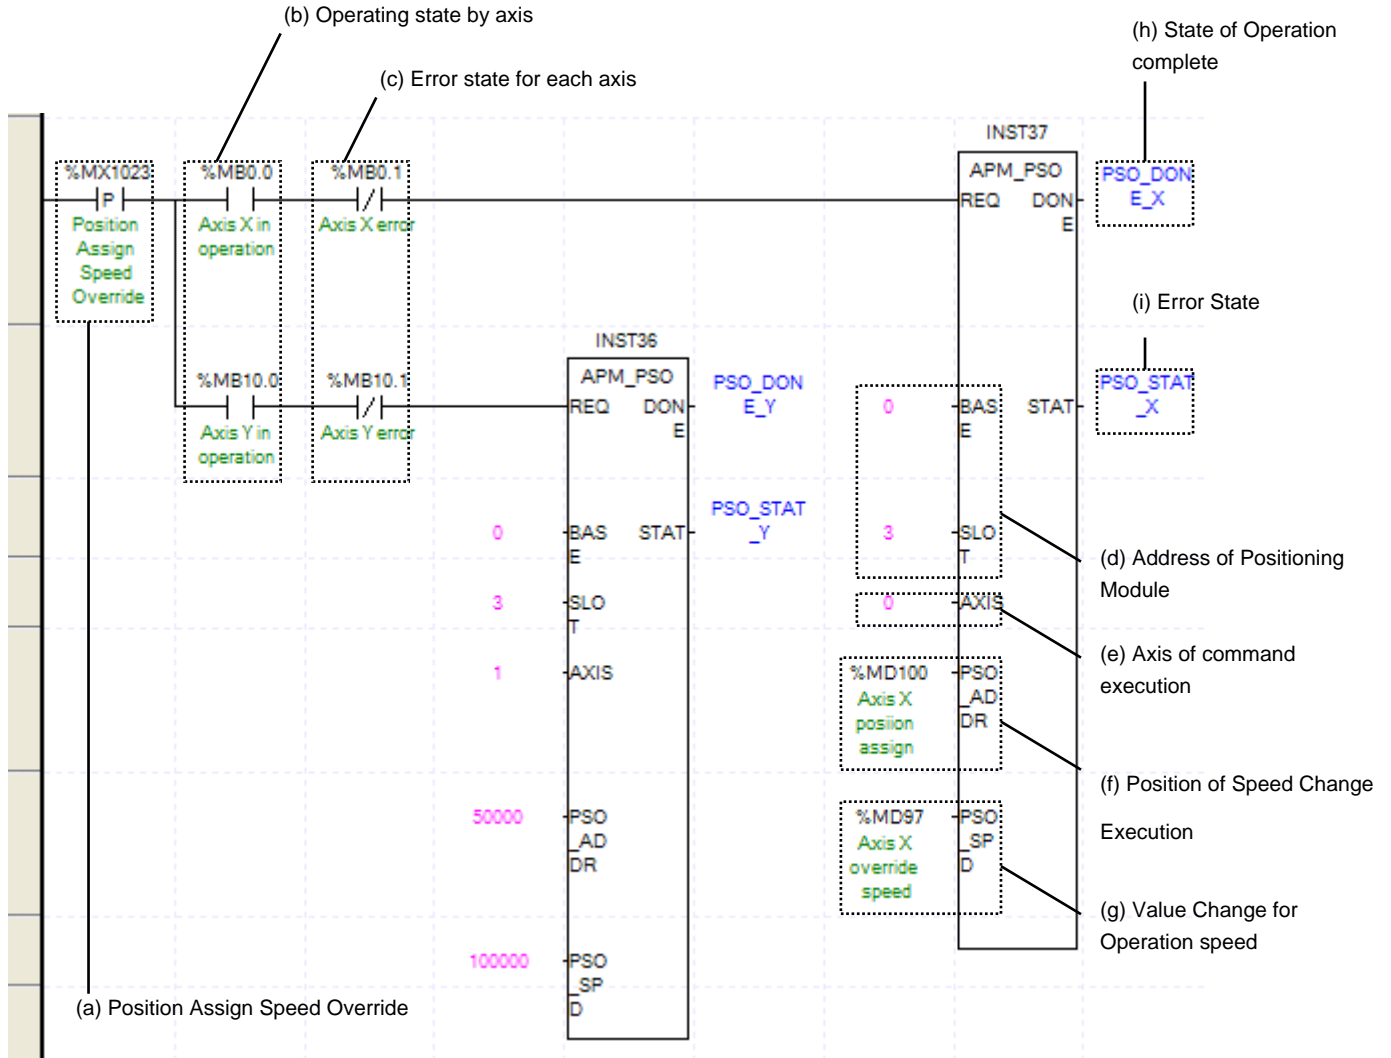 (b) Operating state by axis
(c) Error state for each axis
(h) State of Operation
complete
INST37
%MX1023
P
Position
Assign
Speed
Override
%MB0.0
Axis X in
operation
%MB0.1
Axis X error
APM_PSO
REQ
DON
E
PSO_DON
E_X
(i) Error State
INST36
%MB10.0
Axis Y in
operation
%MB10.1
Axis Y error
APM_PSO
REQ
DON
E
PSO_DON
E_Y
0
BAS
E
STAT
PSO_STAT
_X
0
BAS
E
STAT
PSO_STAT
_Y
3
SLO
T
(d) Address of Positioning
Module
3
SLO
T
0
AXIS
(e) Axis of command
execution
1
AXIS
%MD100
Axis X
posiion
assign
PSO
_AD
DR
(f) Position of Speed Change
Execution
50000
PSO
_AD
DR
%MD97
Axis X
override
speed
PSO
_SP
D
(g) Value Change for
Operation speed
100000
PSO
_SP
D
(a) Position Assign Speed Override